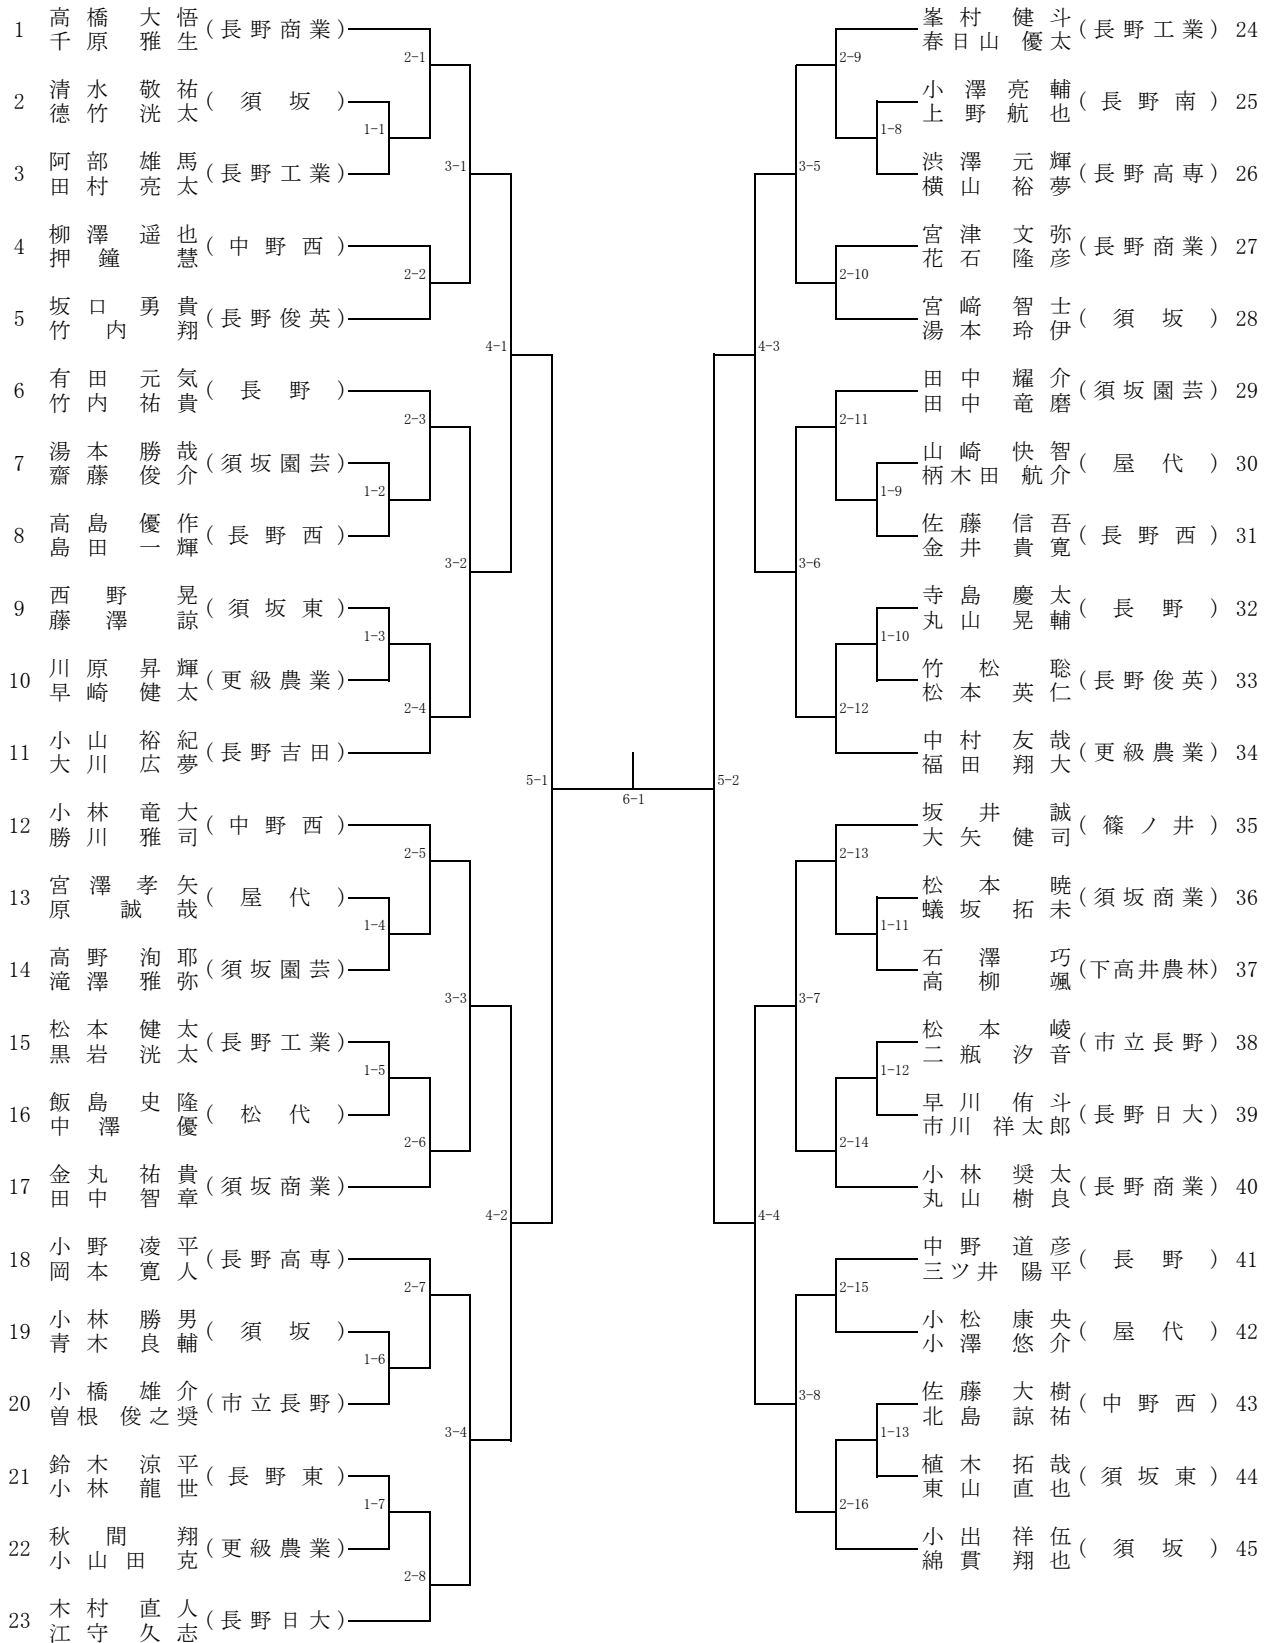 1 高橋大悟 千原雅生 (長野商業)
2 清水敬祐 德竹洸太 (須坂)
3 阿部雄馬 田村亮太 (長野工業)
4 柳澤遥也 押鐘慧 (中野西)
5 坂口勇貴 竹内翔 (長野俊英)
6 有田元気 竹内祐貴 (長野)
7 湯本勝哉 齋藤俊介 (須坂園芸)
8 高島優作 島田一輝 (長野西)
9 西野晃 藤澤諒 (須坂東)
10 川原昇輝 早崎健太 (更級農業)
11 小山裕紀 大川広夢 (長野吉田)
12 小林竜大 勝川雅司 (中野西)
13 宮澤孝矢 原誠哉 (屋代)
14 高野洵耶 滝澤雅弥 (須坂園芸)
15 松本健太 黒岩洸太 (長野工業)
16 飯島史隆 中澤優 (松代)
17 金丸祐貴 田中智章 (須坂商業)
18 小野凌平 岡本寛人 (長野高専)
19 小林勝男 青木良輔 (須坂)
20 小橋雄介 曽根俊之奨 (市立長野)
21 鈴木涼平 小林龍世 (長野東)
22 秋間翔 小山田克 (更級農業)
23 木村直人 江守久志 (長野日大)
1-1
1-2
1-3
1-4
1-5
1-6
1-7
2-1
2-2
2-3
2-4
2-5
2-6
2-7
2-8
3-1
3-2
3-3
3-4
4-1
4-2
5-1
6-1
5-2
4-3
4-4
3-5
3-6
3-7
3-8
2-9
2-10
2-11
2-12
2-13
2-14
2-15
2-16
1-8
1-9
1-10
1-11
1-12
1-13
峯村健斗 春日山優太 (長野工業) 24
小澤亮輔 上野航也 (長野南) 25
渋澤元輝 横山裕夢 (長野高専) 26
宮津文弥 花石隆彦 (長野商業) 27
宮﨑智士 湯本玲伊 (須坂) 28
田中耀介 田中竜磨 (須坂園芸) 29
山崎快智 柄木田航介 (屋代) 30
佐藤信吾 金井貴寛 (長野西) 31
寺島慶太 丸山晃輔 (長野) 32
竹松聡 松本英仁 (長野俊英) 33
中村友哉 福田翔大 (更級農業) 34
坂井誠 大矢健司 (篠ノ井) 35
松本暁 蟻坂拓未 (須坂商業) 36
石澤巧 高柳颯 (下高井農林) 37
松本崚 二瓶汐音 (市立長野) 38
早川侑斗 市川祥太郎 (長野日大) 39
小林奨太 丸山樹良 (長野商業) 40
中野道彦 三ツ井陽平 (長野) 41
小松康央 小澤悠介 (屋代) 42
佐藤大樹 北島諒祐 (中野西) 43
植木拓哉 東山直也 (須坂東) 44
小出祥伍 綿貫翔也 (須坂) 45